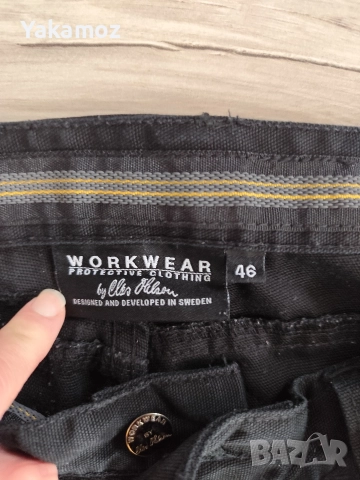 Yakamoz
WORKWEAR
PROTECTIVE CLOTHING
by Clas Ohlson
DESIGNED AND DEVELOPED IN SWEDEN
46
WORKWEAR
BY
Clas Ohlson
BAZAR